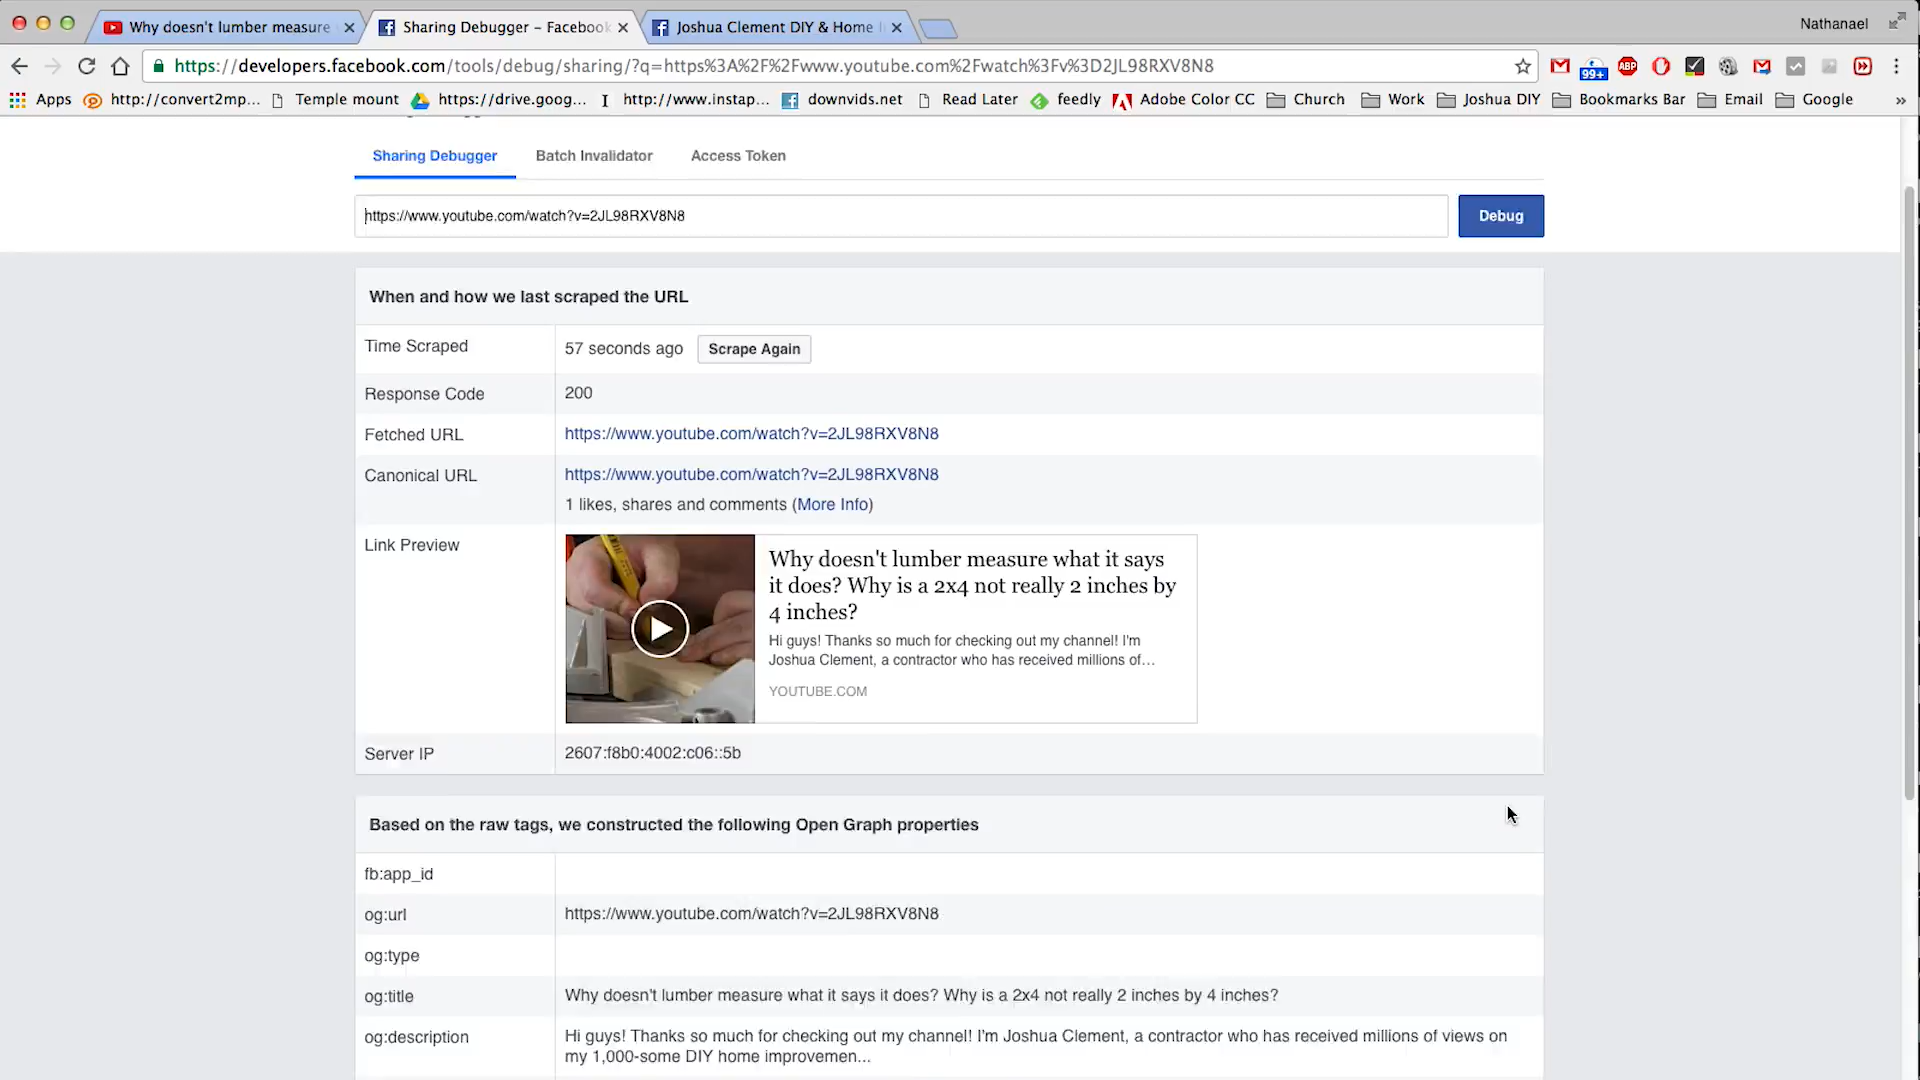 Why doesn't lumber measure
Sharing Debugger – Facebook
Joshua Clement DIY & Home
Nathanael
https://developers.facebook.com/tools/debug/sharing/?q=https%3A%2F%2Fwww.youtube.com%2Fwatch%3Fv%3D2JL98RXV8N8
99+
ABP
Apps
http://convert2mp...
Temple mount
https://drive.goog...
http://www.instap...
downvids.net
Read Later
feedly
Adobe Color CC
Church
Work
Joshua DIY
Bookmarks Bar
Email
Google
»
Sharing Debugger
Batch Invalidator
Access Token
https://www.youtube.com/watch?v=2JL98RXV8N8
Debug
When and how we last scraped the URL
Time Scraped
57 seconds ago
Scrape Again
Response Code
200
Fetched URL
https://www.youtube.com/watch?v=2JL98RXV8N8
Canonical URL
https://www.youtube.com/watch?v=2JL98RXV8N8
1 likes, shares and comments (More Info)
Link Preview
Why doesn't lumber measure what it says
it does? Why is a 2x4 not really 2 inches by
4 inches?
Hi guys! Thanks so much for checking out my channel! I'm
Joshua Clement, a contractor who has received millions of...
YOUTUBE.COM
Server IP
2607:f8b0:4002:c06::5b
Based on the raw tags, we constructed the following Open Graph properties
fb:app_id
og:url
https://www.youtube.com/watch?v=2JL98RXV8N8
og:type
og:title
Why doesn't lumber measure what it says it does? Why is a 2x4 not really 2 inches by 4 inches?
og:description
Hi guys! Thanks so much for checking out my channel! I'm Joshua Clement, a contractor who has received millions of views on
my 1,000-some DIY home improvemen...